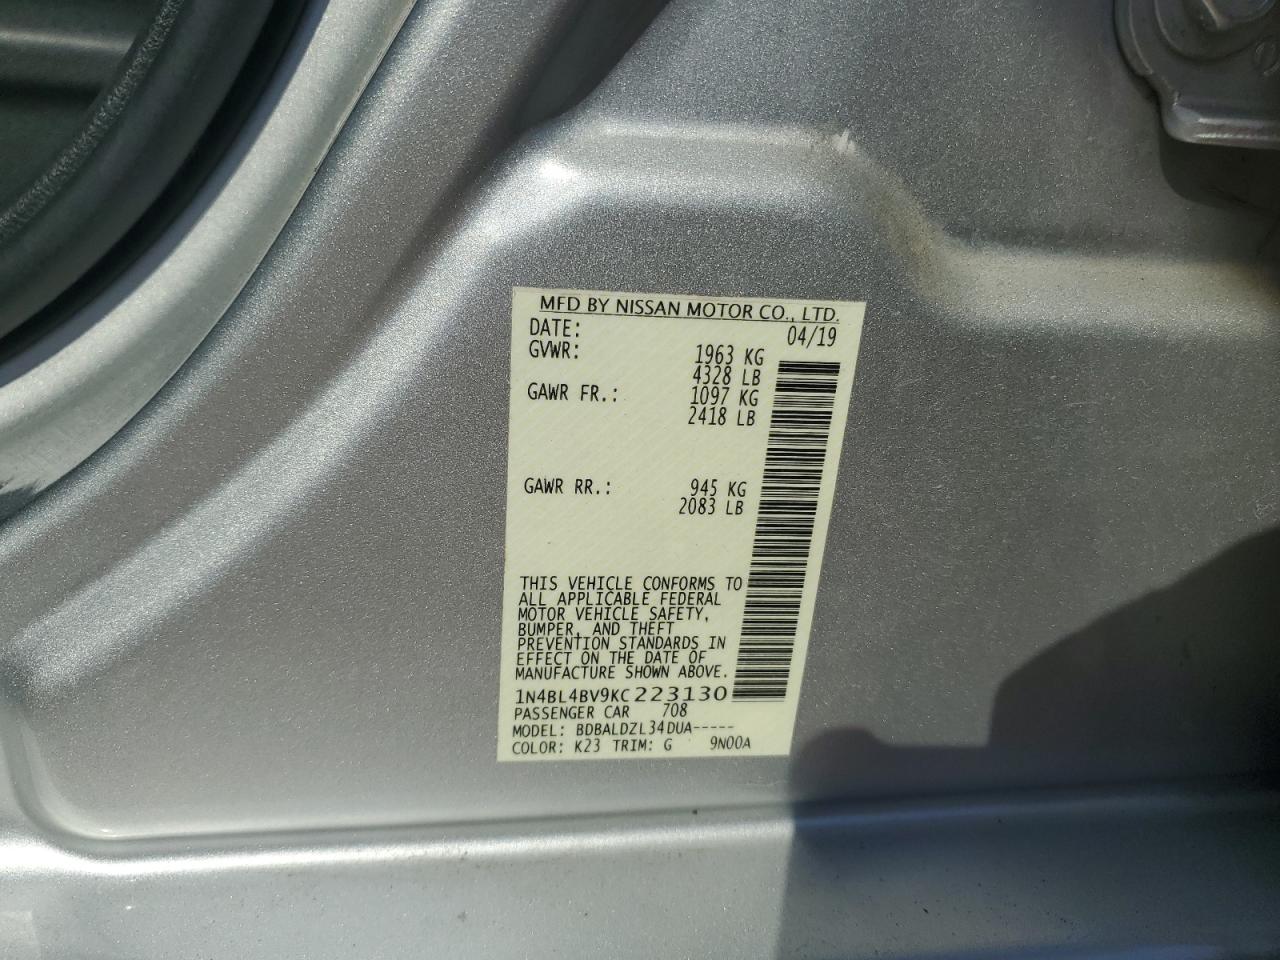 MFD BY NISSAN MOTOR CO., LTD.
DATE: 04/19
GVWR: 1963 KG
4328 LB
GAWR FR.: 1097 KG
2418 LB
GAWR RR.: 945 KG
2083 LB
THIS VEHICLE CONFORMS TO
ALL APPLICABLE FEDERAL
MOTOR VEHICLE SAFETY,
BUMPER, AND THEFT
PREVENTION STANDARDS IN
EFFECT ON THE DATE OF
MANUFACTURE SHOWN ABOVE.
1N4BL4BV9KC223130
PASSENGER CAR 708
MODEL: BDBALDZL34DUA-----
COLOR: K23 TRIM: G 9N00A